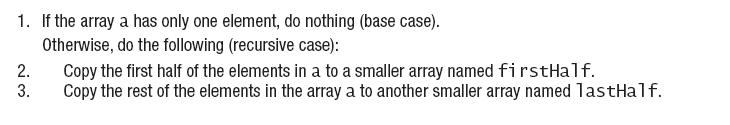 1. If the array a has only one element, do nothing (base case).
Otherwise, do the following (recursive case):
2. Copy the first half of the elements in a to a smaller array named firstHalf.
3. Copy the rest of the elements in the array a to another smaller array named lastHalf.